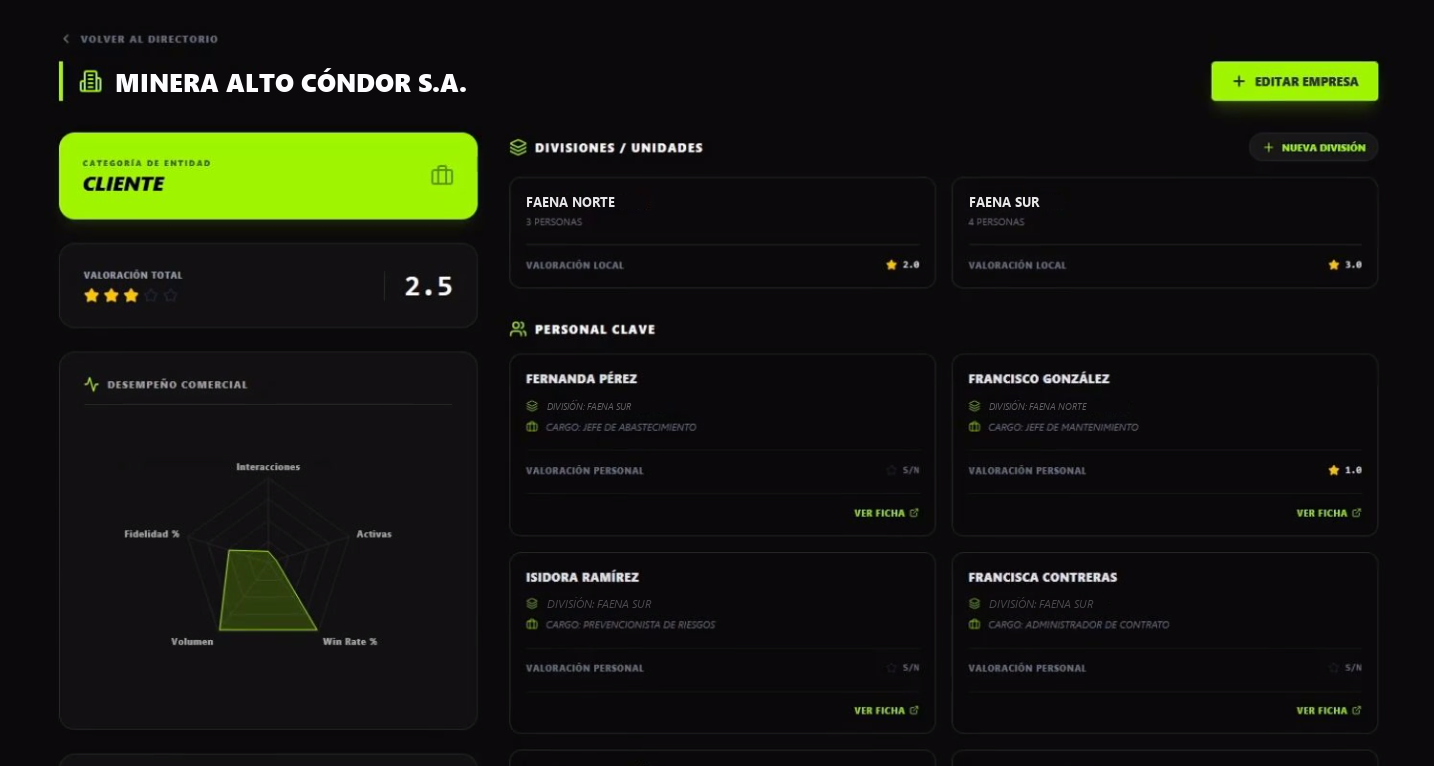 VOLVER AL DIRECTORIO
MINERA ALTO CÓNDOR S.A.
EDITAR EMPRESA
CATEGORÍA DE ENTIDAD
CLIENTE
VALORACIÓN TOTAL
2.5
DESEMPEÑO COMERCIAL
Interacciones
Fidelidad %
Activas
Volumen
Win Rate %
DIVISIONES / UNIDADES
NUEVA DIVISIÓN
FAENA NORTE
3 PERSONAS
VALORACIÓN LOCAL
2.0
FAENA SUR
4 PERSONAS
VALORACIÓN LOCAL
3.0
PERSONAL CLAVE
FERNANDA PÉREZ
DIVISIÓN: FAENA SUR
CARGO: JEFE DE ABASTECIMIENTO
VALORACIÓN PERSONAL
S/N
VER FICHA
FRANCISCO GONZÁLEZ
DIVISIÓN: FAENA NORTE
CARGO: JEFE DE MANTENIMIENTO
VALORACIÓN PERSONAL
1.0
VER FICHA
ISIDORA RAMÍREZ
DIVISIÓN: FAENA SUR
CARGO: PREVENCIONISTA DE RIESGOS
VALORACIÓN PERSONAL
S/N
VER FICHA
FRANCISCA CONTRERAS
DIVISIÓN: FAENA SUR
CARGO: ADMINISTRADOR DE CONTRATO
VALORACIÓN PERSONAL
S/N
VER FICHA